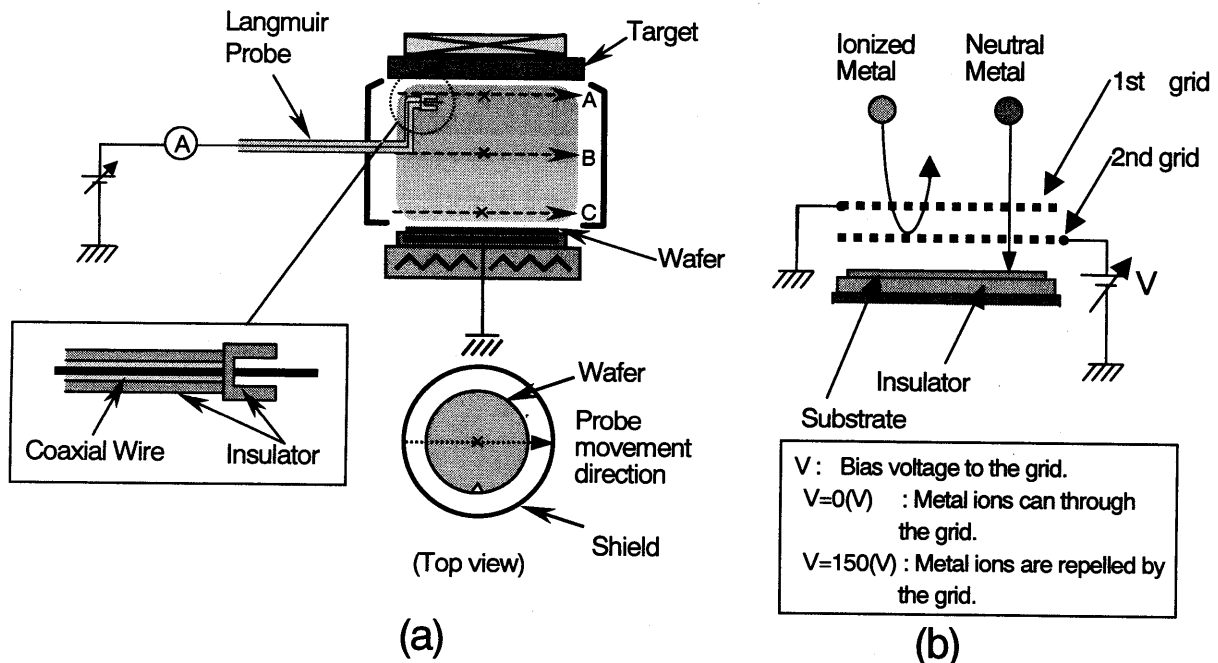 Langmuir
Probe
Target
A
A
B
C
Wafer
Coaxial Wire
Insulator
Wafer
Probe
movement
direction
Shield
(Top view)
(a)
Ionized
Metal
Neutral
Metal
1st grid
2nd grid
V
Insulator
Substrate
V : Bias voltage to the grid.
V=0(V) : Metal ions can through
the grid.
V=150(V) : Metal ions are repelled by
the grid.
(b)